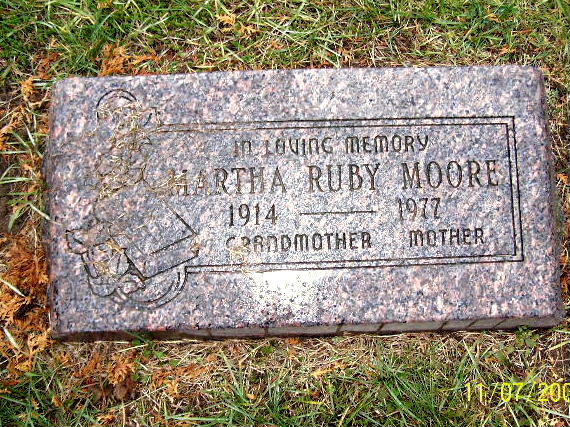 IN LOVING MEMORY
MARTHA RUBY MOORE
1914 — 1977
GRANDMOTHER MOTHER
11/07/200